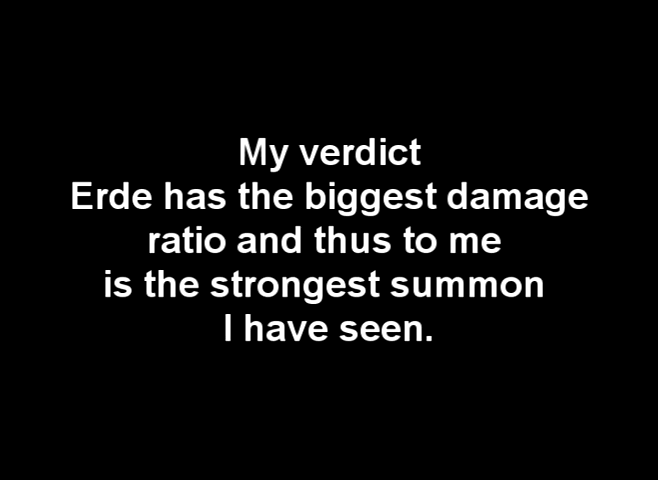 My verdict
Erde has the biggest damage
ratio and thus to me
is the strongest summon
I have seen.